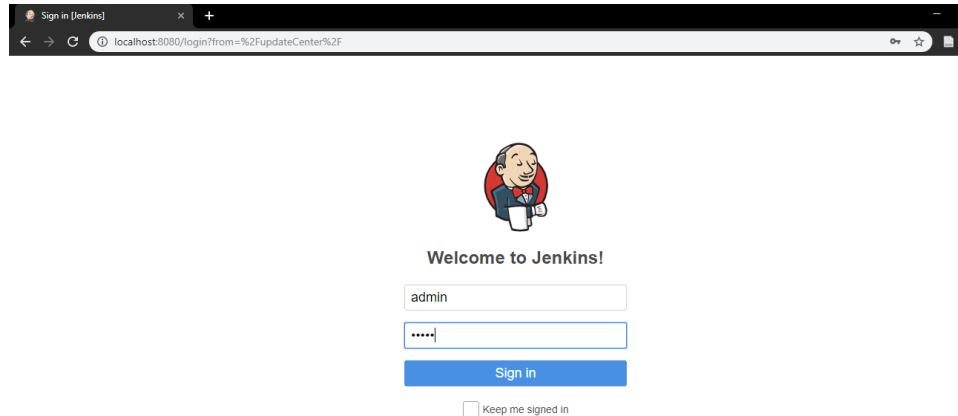 Sign in [Jenkins]
localhost:8080/login?from=%2FupdateCenter%2F
Welcome to Jenkins!
admin
•••••
Sign in
Keep me signed in